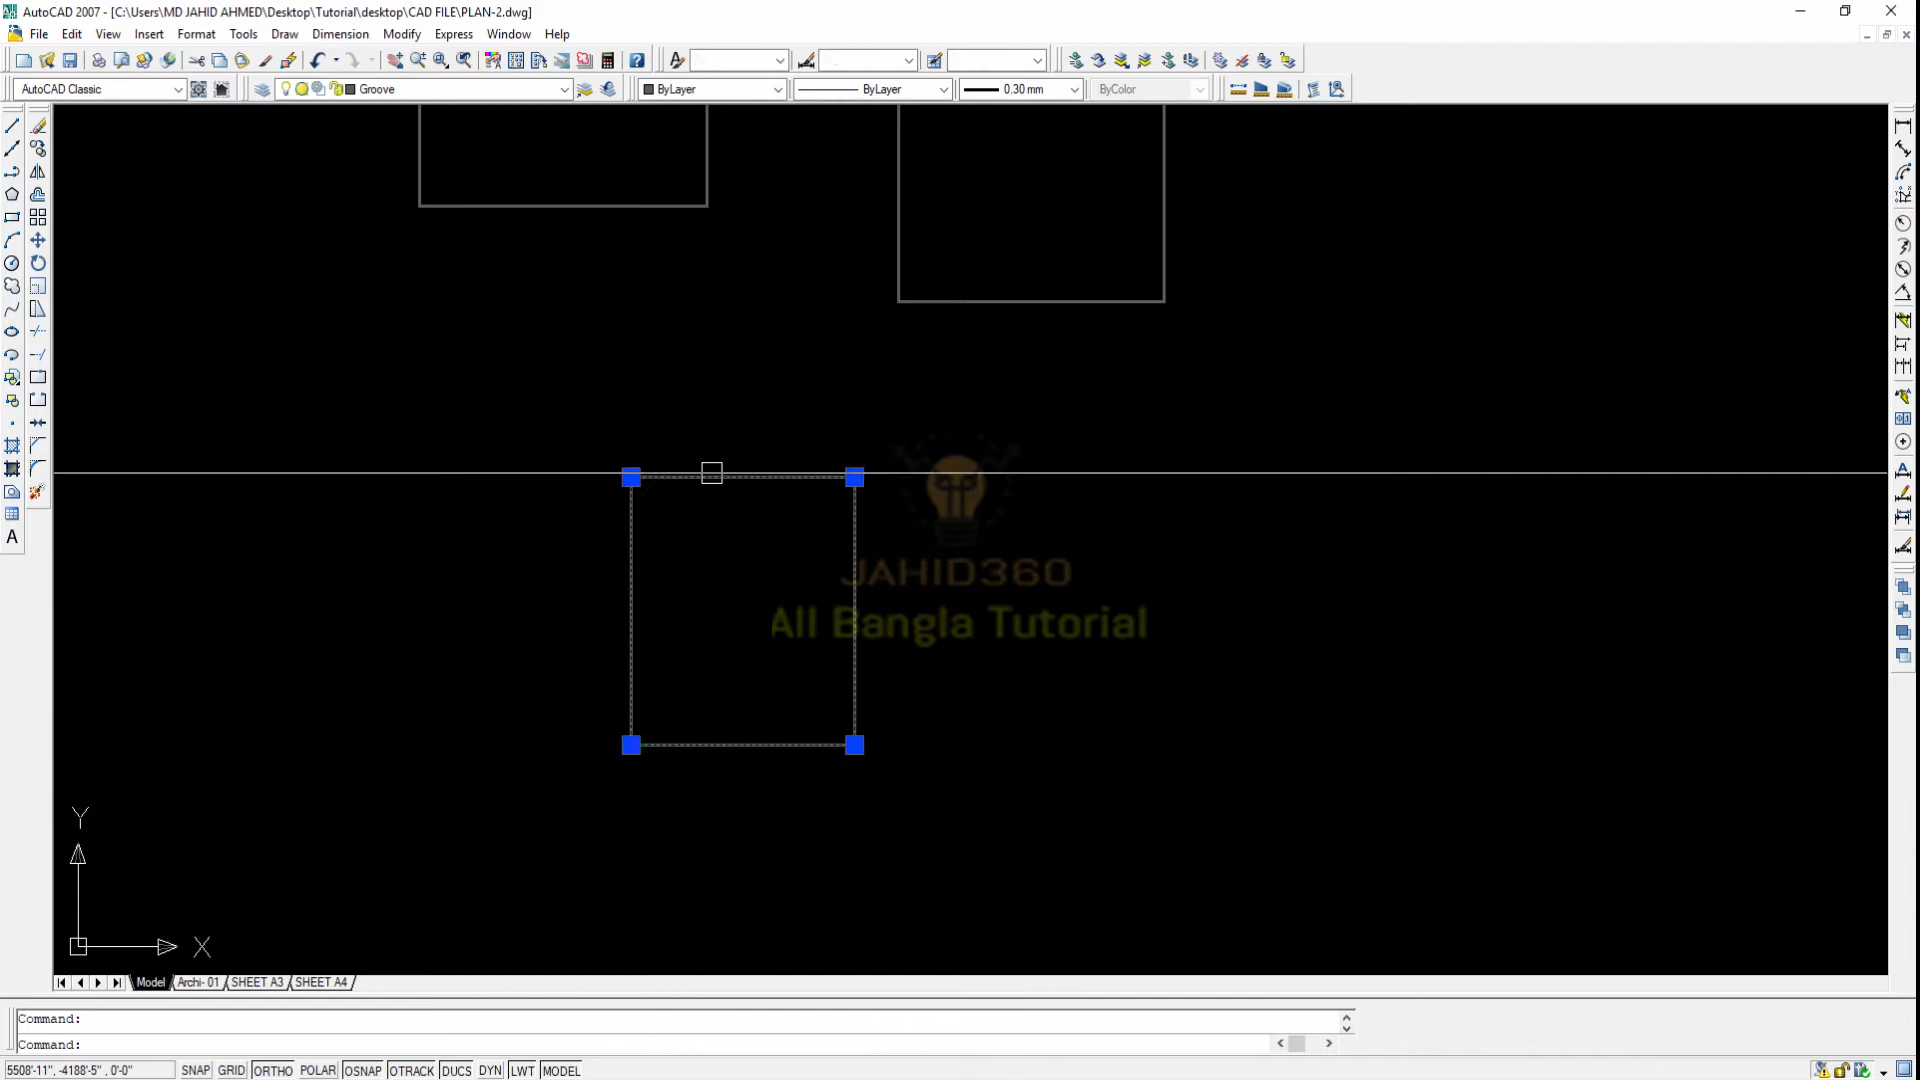 AutoCAD 2007 - [C:\Users\MD JAHID AHMED\Desktop\Tutorial\desktop\CAD FILE\PLAN-2.dwg]
File Edit View Insert Format Tools Draw Dimension Modify Express Window Help
AutoCAD Classic Groove ByLayer ByLayer 0.30 mm ByColor
A
JAHID360
All Bangla Tutorial
Y
X
Model Archi- 01 SHEET A3 SHEET A4
Command:
Command:
5508'-11", -4188'-5" , 0'-0" SNAP GRID ORTHO POLAR OSNAP OTRACK DUCS DYN LWT MODEL